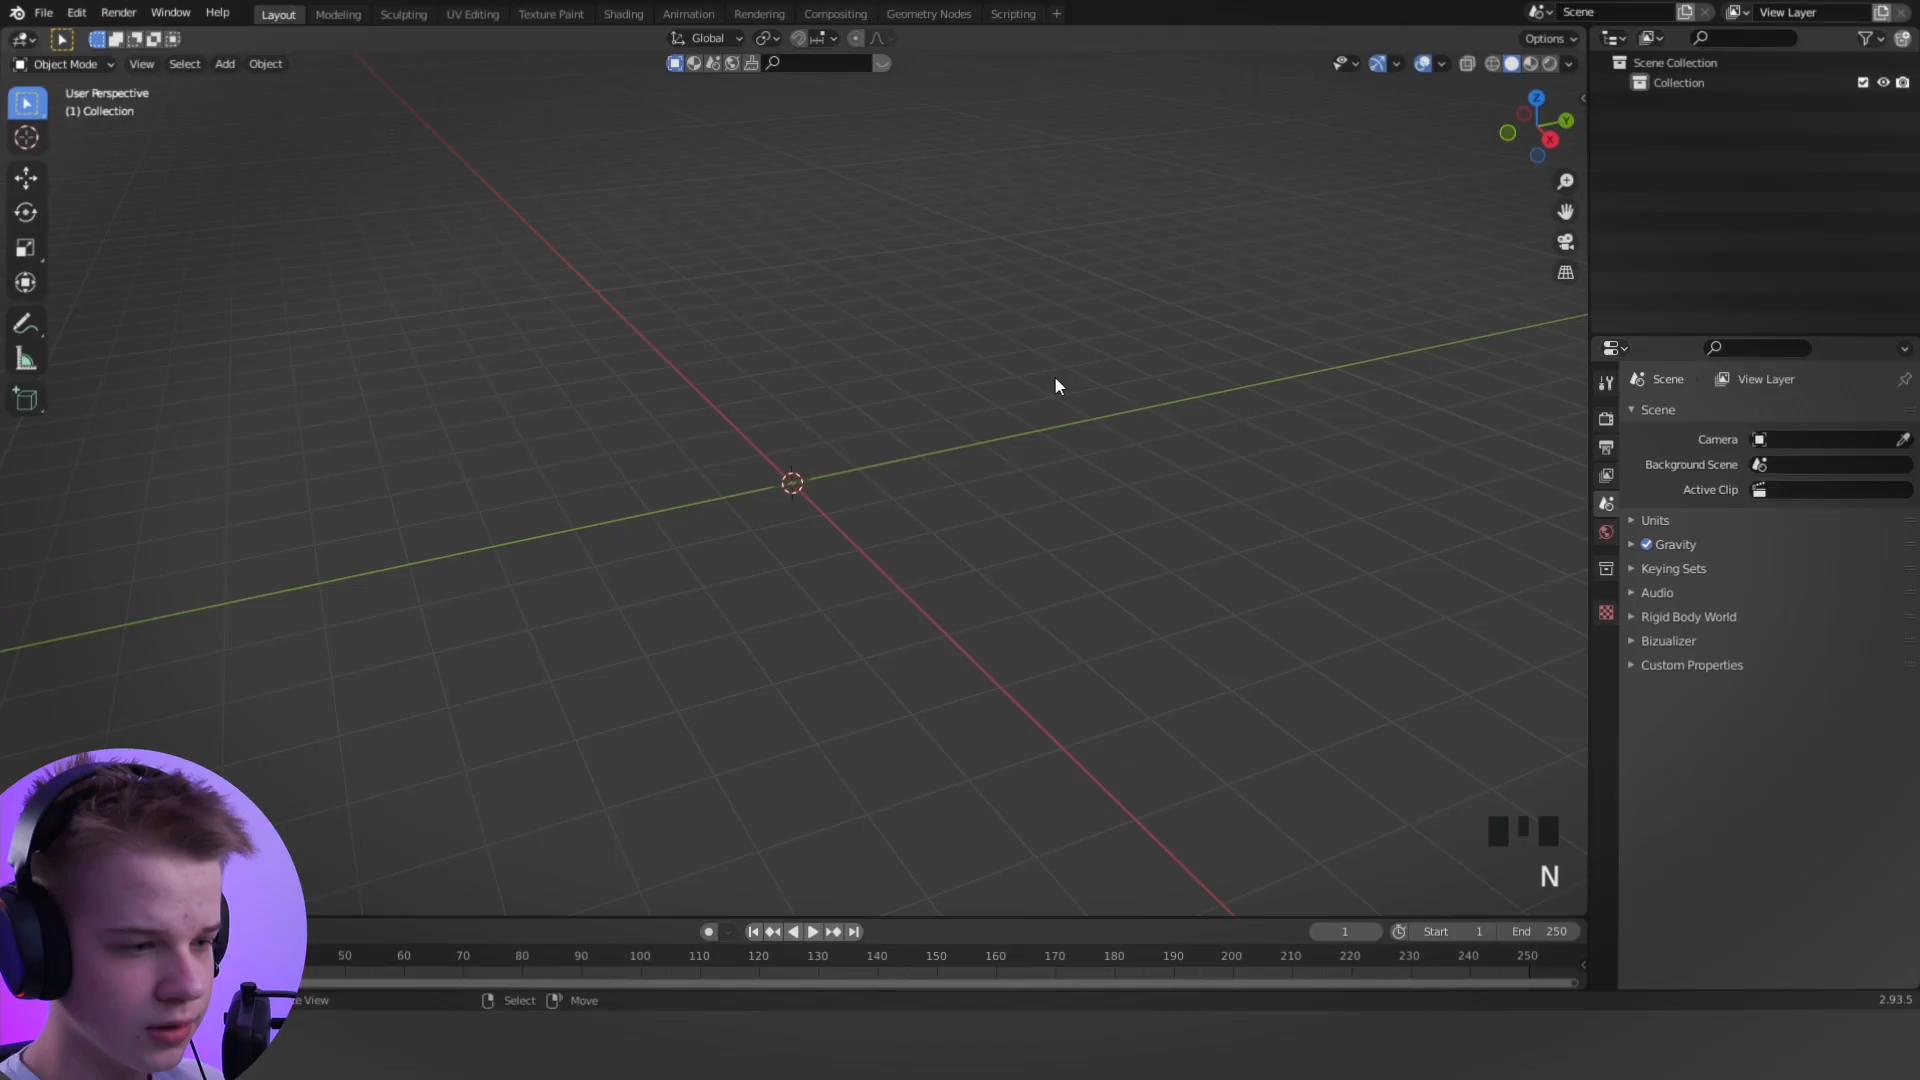 File Edit Render Window Help Layout Modeling Sculpting UV Editing Texture Paint Shading Animation Rendering Compositing Geometry Nodes Scripting + Scene View Layer
Global Options
Object Mode View Select Add Object
User Perspective
(1) Collection
Z
Y
X
Scene Collection
Collection
Scene View Layer
Scene
Camera
Background Scene
Active Clip
Units
Gravity
Keying Sets
Audio
Rigid Body World
Bizualizer
Custom Properties
N
1 Start 1 End 250
50 60 70 80 90 100 110 120 130 140 150 160 170 180 190 200 210 220 230 240 250
View Select Move 2.93.5